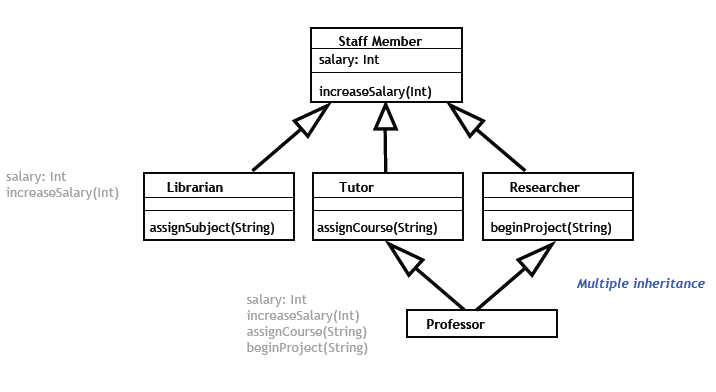 Staff Member
salary: Int
increaseSalary(Int)
salary: Int
increaseSalary(Int)
Librarian
assignSubject(String)
Tutor
assignCourse(String)
Researcher
beginProject(String)
Multiple inheritance
salary: Int
increaseSalary(Int)
assignCourse(String)
beginProject(String)
Professor